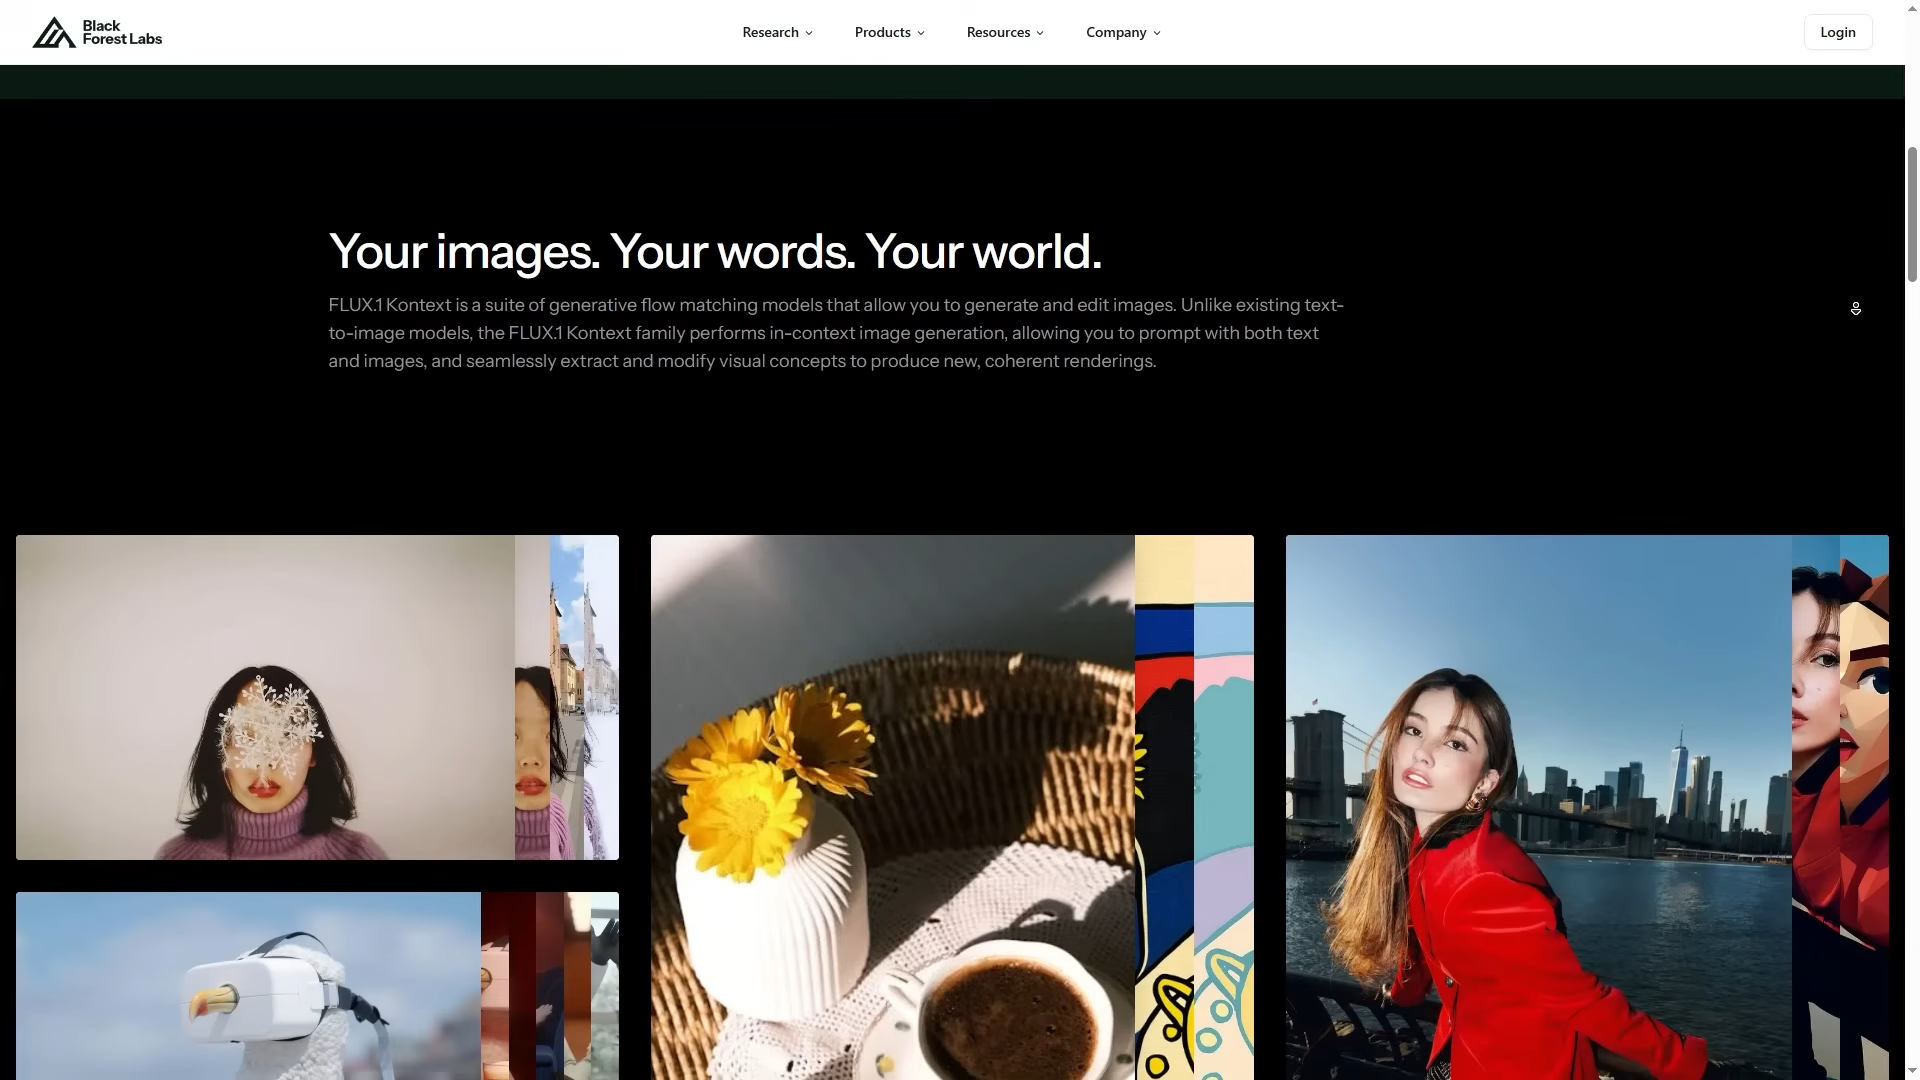 Black
Forest Labs
Research
Products
Resources
Company
Login
Your images. Your words. Your world.
FLUX.1 Kontext is a suite of generative flow matching models that allow you to generate and edit images. Unlike existing text-
to-image models, the FLUX.1 Kontext family performs in-context image generation, allowing you to prompt with both text
and images, and seamlessly extract and modify visual concepts to produce new, coherent renderings.